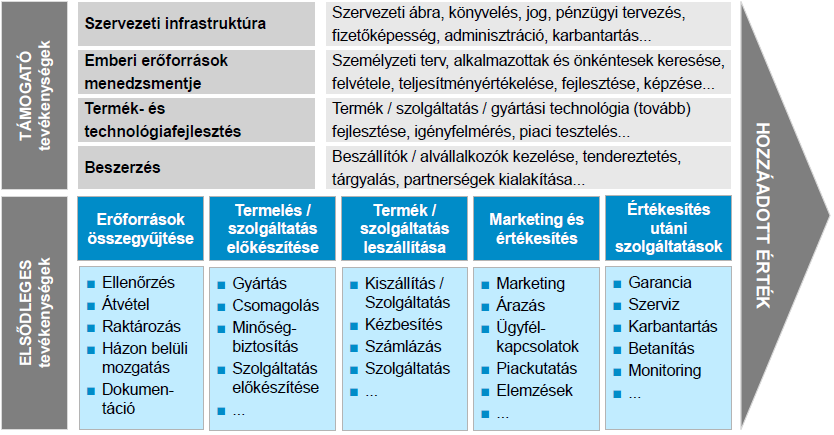 TÁMOGATÓ
tevékenységek
Szervezeti infrastruktúra
Szervezeti ábra, könyvelés, jog, pénzügyi tervezés,
fizetőképesség, adminisztráció, karbantartás...
Emberi erőforrások
menedzsmentje
Személyzeti terv, alkalmazottak és önkéntesek keresése,
felvétele, teljesítményértékelése, fejlesztése, képzése...
Termék- és
technológiafejlesztés
Termék / szolgáltatás / gyártási technológia (tovább)
fejlesztése, igényfelmérés, piaci tesztelés...
Beszerzés
Beszállítók / alvállalkozók kezelése, tendereztetés,
tárgyalás, partnerségek kialakítása...
ELSŐDLEGES
tevékenységek
Erőforrások
összegyűjtése
Ellenőrzés
Átvétel
Raktározás
Házon belüli
mozgatás
Dokumen-
táció
Termelés /
szolgáltatás
előkészítése
Gyártás
Csomagolás
Minőség-
biztosítás
Szolgáltatás
előkészítése
...
Termék /
szolgáltatás
leszállítása
Kiszállítás /
Szolgáltatás
Kézbesítés
Számlázás
Szolgáltatás
...
Marketing és
értékesítés
Marketing
Árazás
Ügyfél-
kapcsolatok
Piackutatás
Elemzések
...
Értékesítés
utáni
szolgáltatások
Garancia
Szerviz
Karbantartás
Betanítás
Monitoring
...
HOZZÁADOTT ÉRTÉK